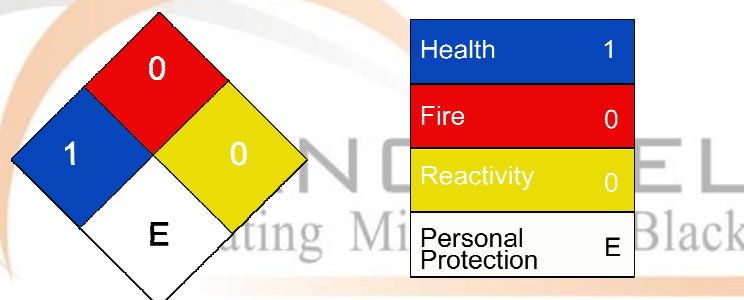 0
1
0
E
Health 1
Fire 0
Reactivity 0
Personal
Protection E